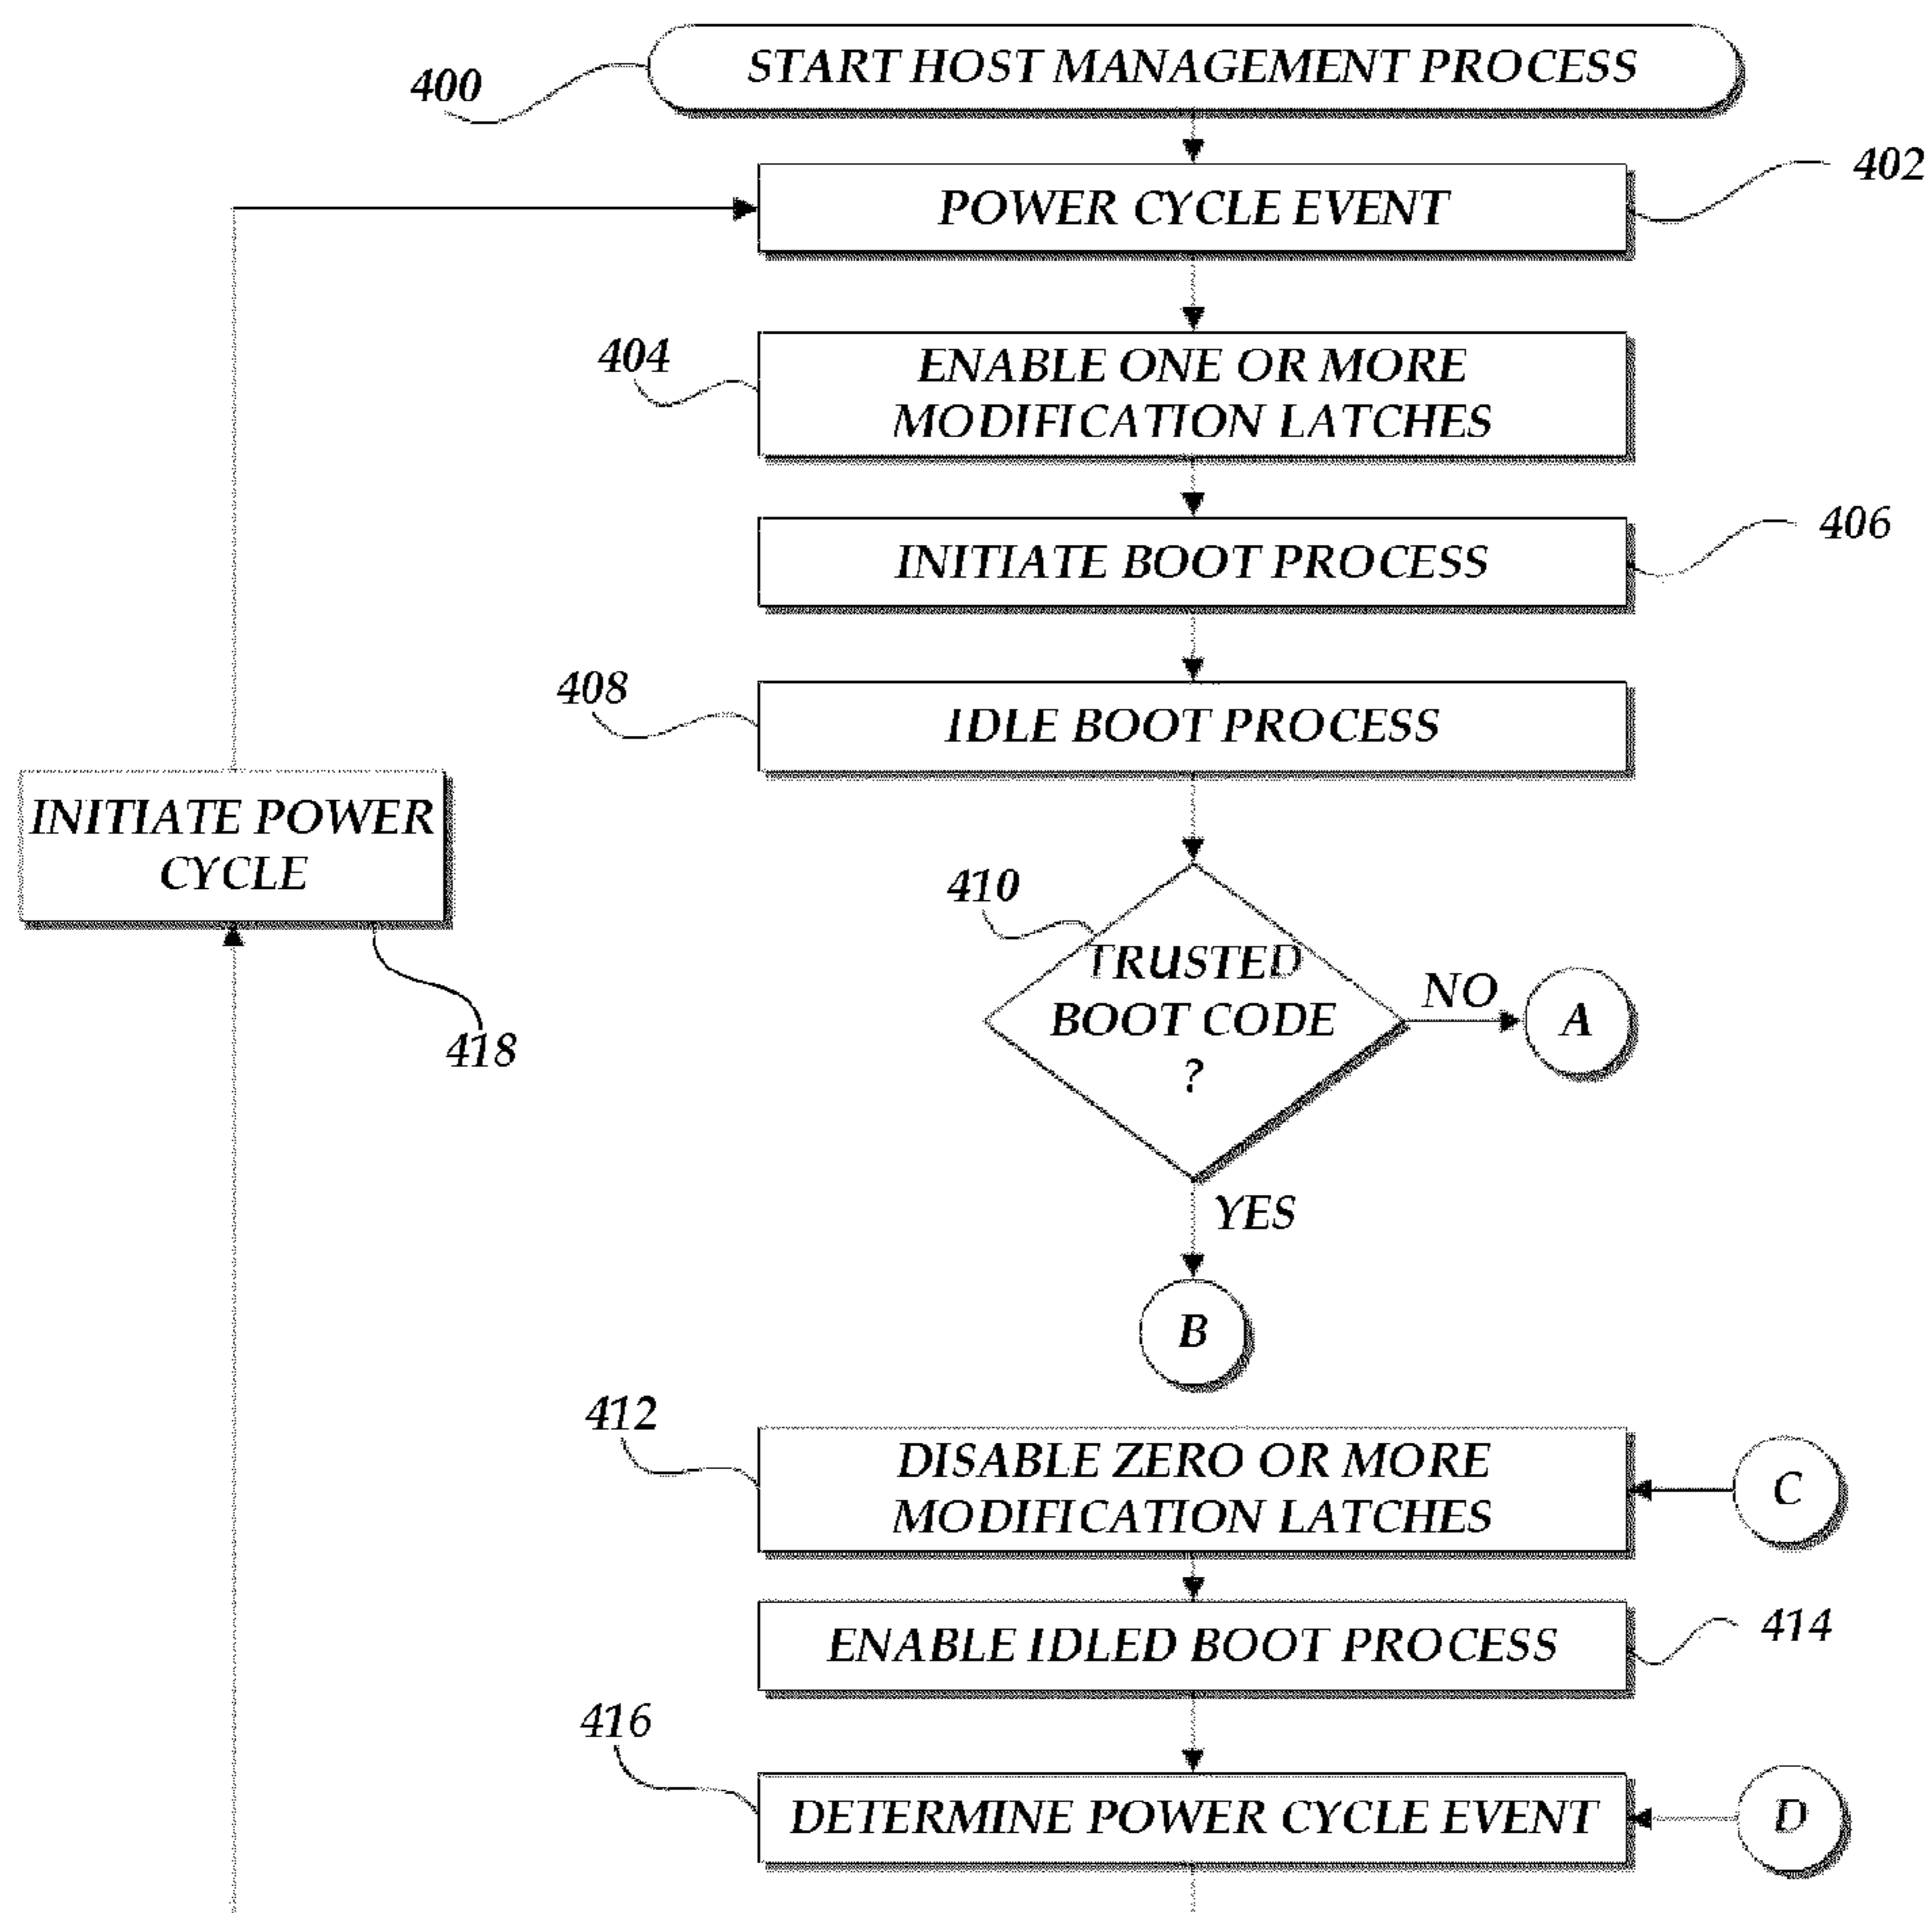 400
START HOST MANAGEMENT PROCESS
402
POWER CYCLE EVENT
404
ENABLE ONE OR MORE
MODIFICATION LATCHES
406
INITIATE BOOT PROCESS
408
IDLE BOOT PROCESS
INITIATE POWER
CYCLE
418
410
TRUSTED
BOOT CODE
?
NO
A
YES
B
412
DISABLE ZERO OR MORE
MODIFICATION LATCHES
C
ENABLE IDLED BOOT PROCESS
414
416
DETERMINE POWER CYCLE EVENT
D